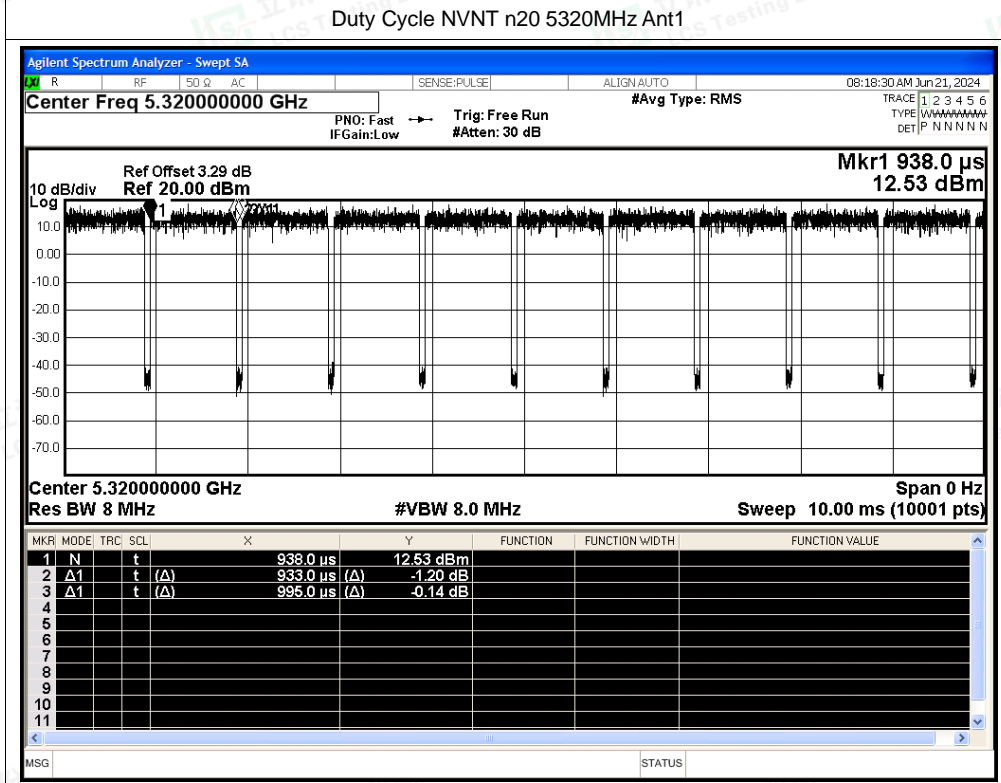 Duty Cycle NVNT n20 5320MHz Ant1
Agilent Spectrum Analyzer - Swept SA
LXI R RF 50 Ω AC SENSE:PULSE ALIGN AUTO 08:18:30 AM Jun 21, 2024
Center Freq 5.320000000 GHz #Avg Type: RMS TRACE 1 2 3 4 5 6
PNO: Fast Trig: Free Run TYPE WWWWWW
IFGain:Low #Atten: 30 dB DET P N N N N N
Mkr1 938.0 µs
Ref Offset 3.29 dB
10 dB/div Ref 20.00 dBm 12.53 dBm
Log
1
10.0
0.00
-10.0
-20.0
-30.0
-40.0
-50.0
-60.0
-70.0
Center 5.320000000 GHz Span 0 Hz
Res BW 8 MHz #VBW 8.0 MHz Sweep 10.00 ms (10001 pts)
MKR MODE TRC SCL X Y FUNCTION FUNCTION WIDTH FUNCTION VALUE
1 N t 938.0 µs 12.53 dBm
2 Δ1 t (Δ) 933.0 µs (Δ) -1.20 dB
3 Δ1 t (Δ) 995.0 µs (Δ) -0.14 dB
4
5
6
7
8
9
10
11
MSG STATUS